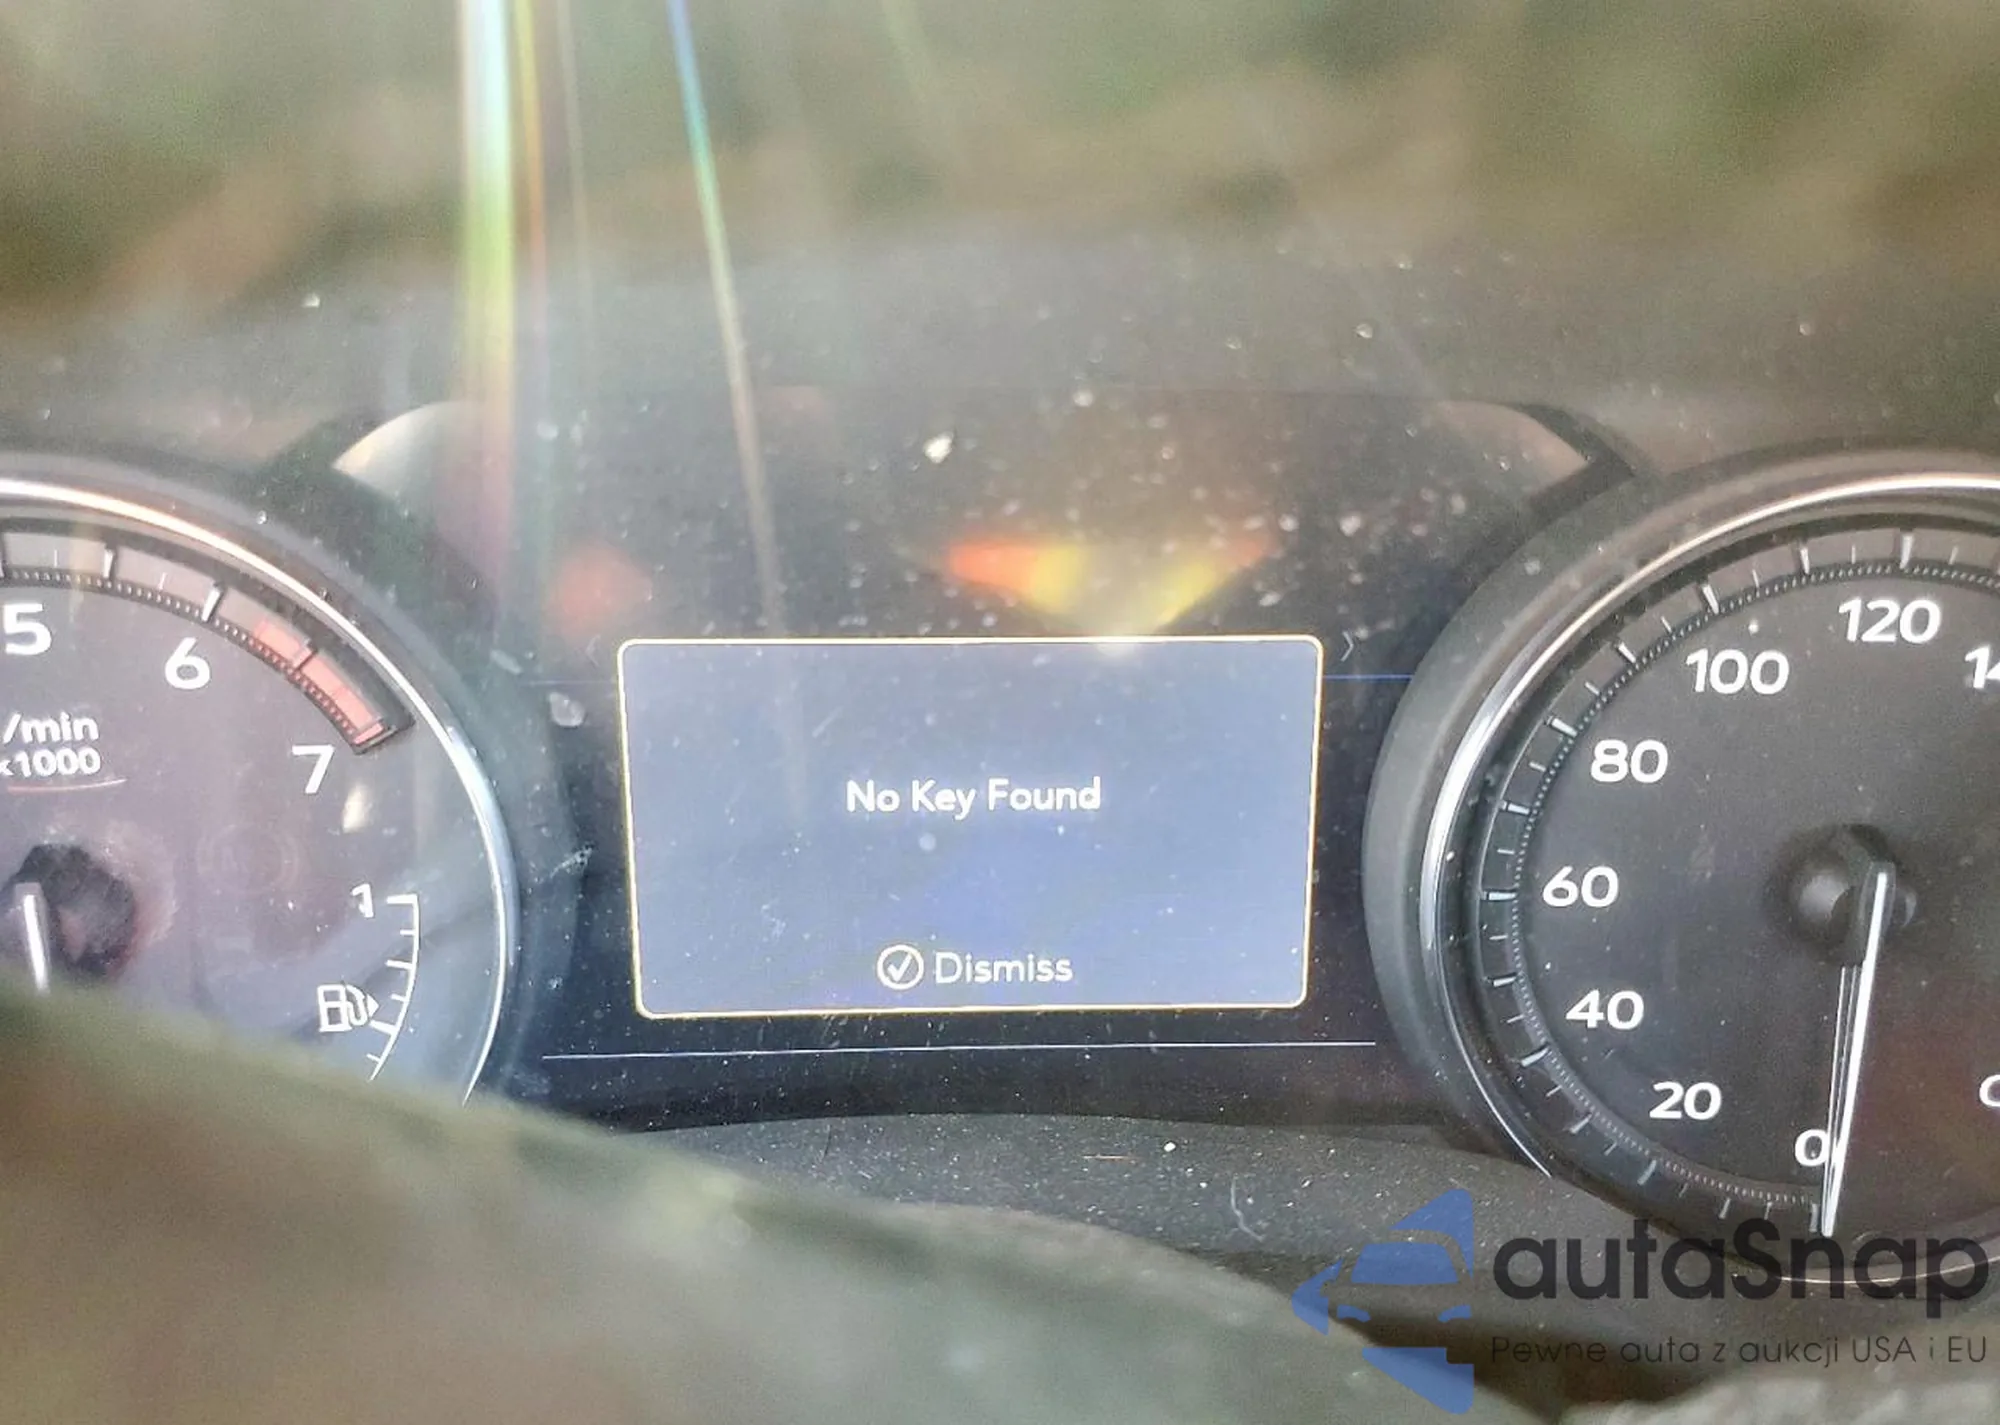 5
6
7
/min
x1000
1
No Key Found
Dismiss
120
100
80
60
40
20
0
autaSnap
Pewne auta z aukcji USA i EU